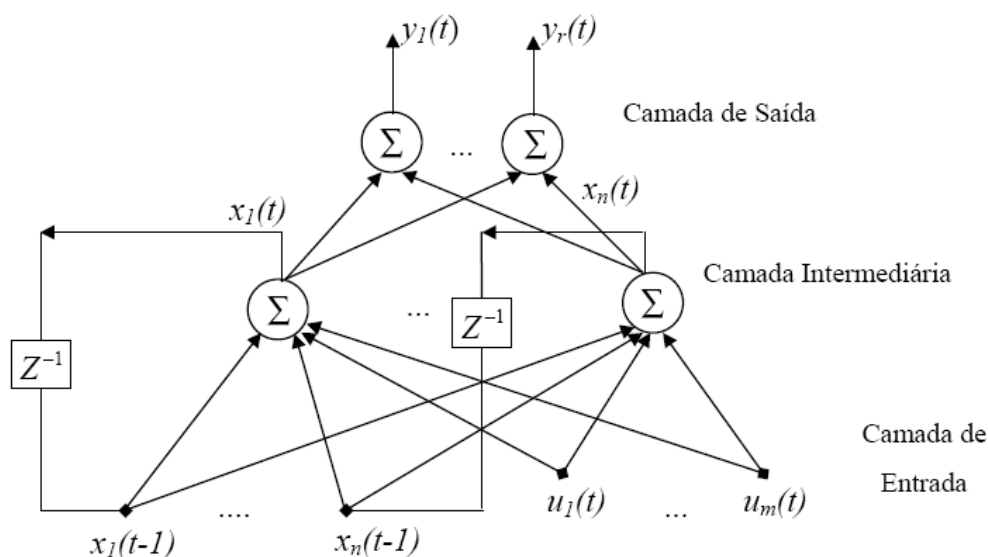 y1(t) yr(t)
Camada de Saída
Σ ... Σ
xn(t)
x1(t)
Camada Intermediária
Σ ... Σ
Z⁻¹
Z⁻¹
Camada de
Entrada
x1(t-1) .... xn(t-1) u1(t) ... um(t)